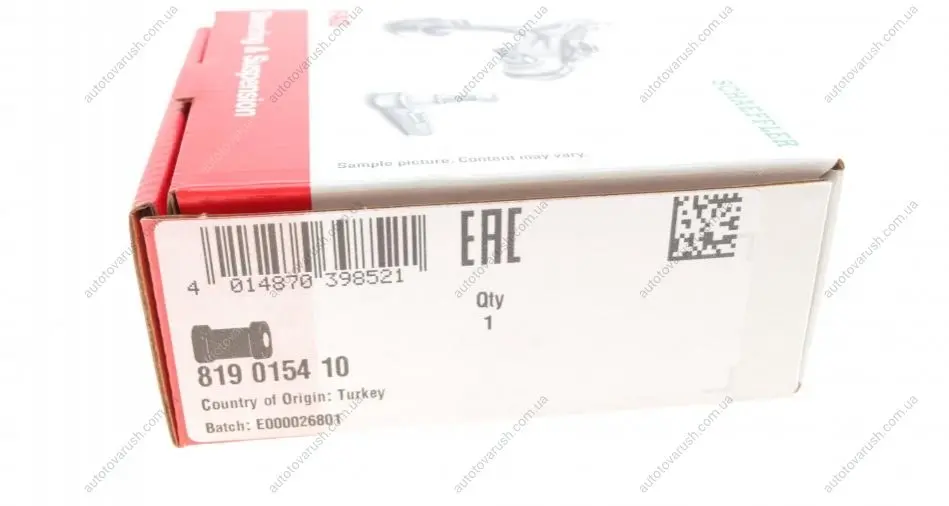 Steering & Suspension
SCHAEFFLER
Sample picture. Content may vary.
4 014870 398521
EAC
Qty
1
819 0154 10
Country of Origin: Turkey
Batch: E000026801
autotovarush.com.ua